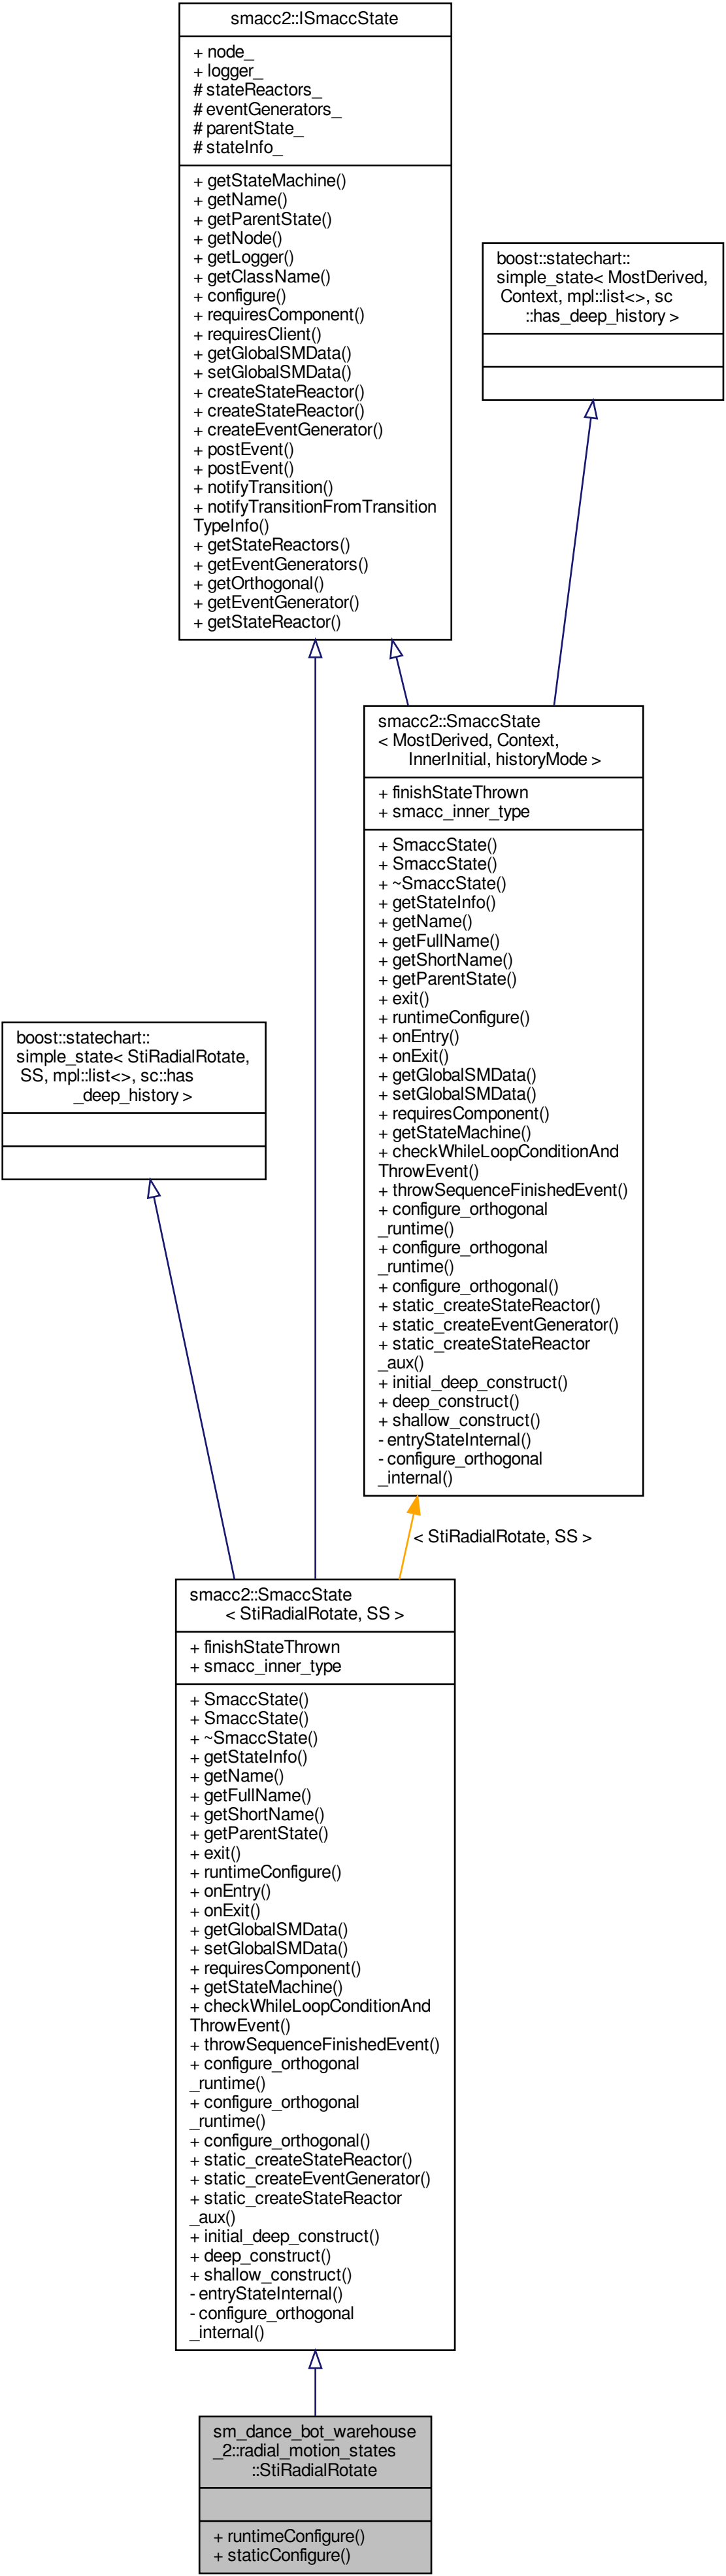 smacc2::ISmaccState
+ node_
+ logger_
# stateReactors_
# eventGenerators_
# parentState_
# stateInfo_
+ getStateMachine()
+ getName()
+ getParentState()
+ getNode()
+ getLogger()
+ getClassName()
+ configure()
+ requiresComponent()
+ requiresClient()
+ getGlobalSMData()
+ setGlobalSMData()
+ createStateReactor()
+ createStateReactor()
+ createEventGenerator()
+ postEvent()
+ postEvent()
+ notifyTransition()
+ notifyTransitionFromTransition
TypeInfo()
+ getStateReactors()
+ getEventGenerators()
+ getOrthogonal()
+ getEventGenerator()
+ getStateReactor()
boost::statechart::
simple_state< MostDerived,
Context, mpl::list<>, sc
::has_deep_history >
smacc2::SmaccState
< MostDerived, Context,
InnerInitial, historyMode >
+ finishStateThrown
+ smacc_inner_type
+ SmaccState()
+ SmaccState()
+ ~SmaccState()
+ getStateInfo()
+ getName()
+ getFullName()
+ getShortName()
+ getParentState()
+ exit()
+ runtimeConfigure()
+ onEntry()
+ onExit()
+ getGlobalSMData()
+ setGlobalSMData()
+ requiresComponent()
+ getStateMachine()
+ checkWhileLoopConditionAnd
ThrowEvent()
+ throwSequenceFinishedEvent()
+ configure_orthogonal
_runtime()
+ configure_orthogonal
_runtime()
+ configure_orthogonal()
+ static_createStateReactor()
+ static_createEventGenerator()
+ static_createStateReactor
_aux()
+ initial_deep_construct()
+ deep_construct()
+ shallow_construct()
- entryStateInternal()
- configure_orthogonal
_internal()
boost::statechart::
simple_state< StiRadialRotate,
SS, mpl::list<>, sc::has
_deep_history >
< StiRadialRotate, SS >
smacc2::SmaccState
< StiRadialRotate, SS >
+ finishStateThrown
+ smacc_inner_type
+ SmaccState()
+ SmaccState()
+ ~SmaccState()
+ getStateInfo()
+ getName()
+ getFullName()
+ getShortName()
+ getParentState()
+ exit()
+ runtimeConfigure()
+ onEntry()
+ onExit()
+ getGlobalSMData()
+ setGlobalSMData()
+ requiresComponent()
+ getStateMachine()
+ checkWhileLoopConditionAnd
ThrowEvent()
+ throwSequenceFinishedEvent()
+ configure_orthogonal
_runtime()
+ configure_orthogonal
_runtime()
+ configure_orthogonal()
+ static_createStateReactor()
+ static_createEventGenerator()
+ static_createStateReactor
_aux()
+ initial_deep_construct()
+ deep_construct()
+ shallow_construct()
- entryStateInternal()
- configure_orthogonal
_internal()
sm_dance_bot_warehouse
_2::radial_motion_states
::StiRadialRotate
+ runtimeConfigure()
+ staticConfigure()